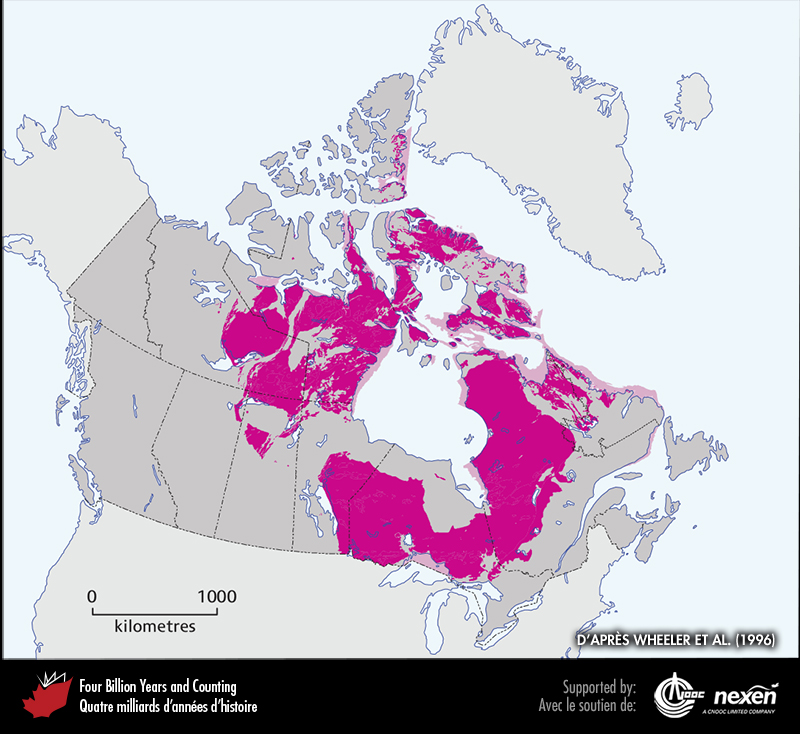 0 1000
kilometres
D'APRÈS WHEELER ET AL. (1996)
Four Billion Years and Counting
Quatre milliards d'années d'histoire
Supported by:
Avec le soutien de:
CNOOC
nexen
A CNOOC LIMITED COMPANY